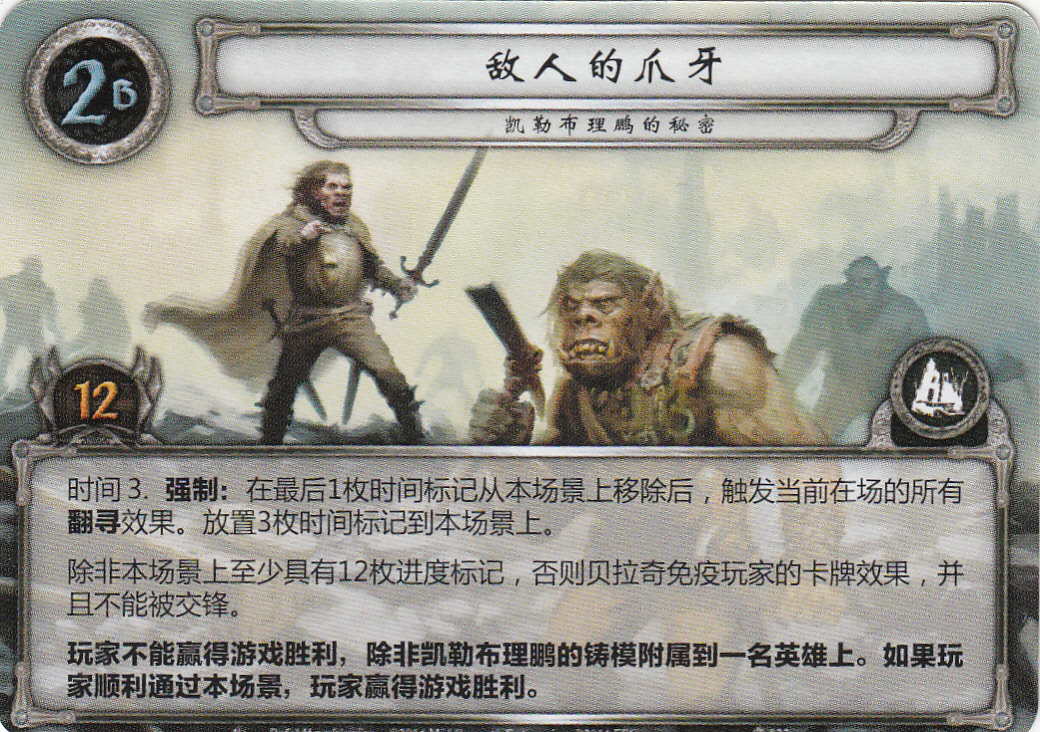 2B
敌人的爪牙
凯勒布理鹏的秘密
12
时间 3. 强制：在最后1枚时间标记从本场景上移除后，触发当前在场的所有
翻寻效果。放置3枚时间标记到本场景上。
除非本场景上至少具有12枚进度标记，否则贝拉奇免疫玩家的卡牌效果，并
且不能被交锋。
玩家不能赢得游戏胜利，除非凯勒布理鹏的铸模附属到一名英雄上。如果玩
家顺利通过本场景，玩家赢得游戏胜利。